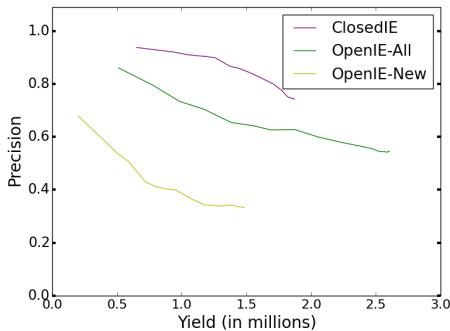 1.0
0.8
0.6
0.4
0.2
0.0
Precision
ClosedIE
OpenIE-All
OpenIE-New
0.0 0.5 1.0 1.5 2.0 2.5 3.0
Yield (in millions)